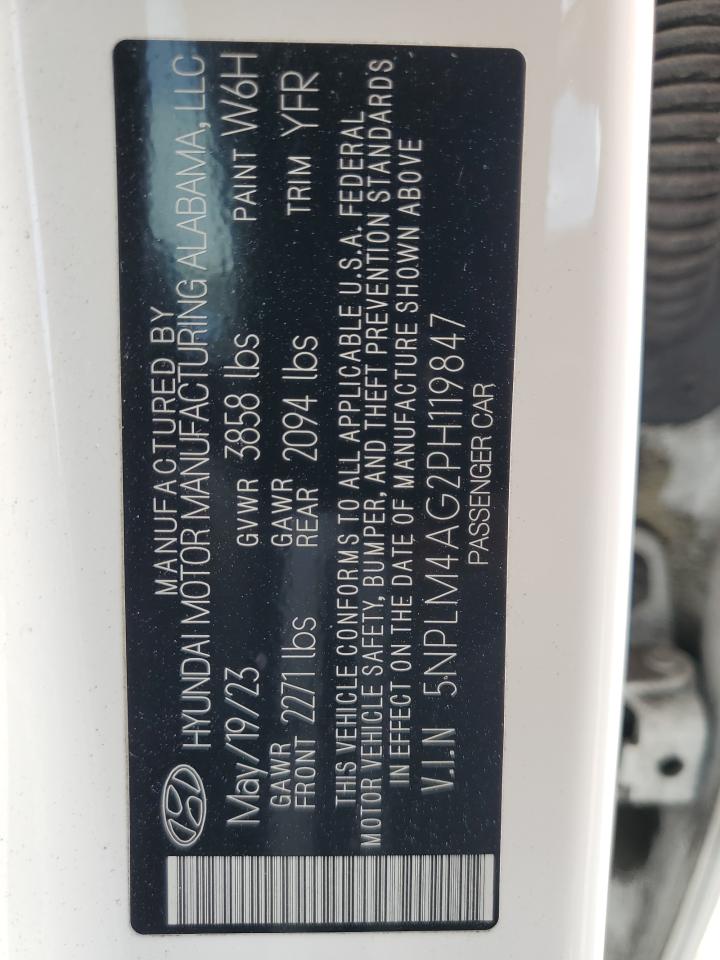 MANUFACTURED BY
HYUNDAI MOTOR MANUFACTURING ALABAMA, LLC
May/19/23 GVWR 3858 lbs PAINT W6H
GAWR GAWR
FRONT 2271 lbs REAR 2094 lbs TRIM YFR
THIS VEHICLE CONFORMS TO ALL APPLICABLE U.S.A. FEDERAL
MOTOR VEHICLE SAFETY, BUMPER, AND THEFT PREVENTION STANDARDS
IN EFFECT ON THE DATE OF MANUFACTURE SHOWN ABOVE
V.I.N 5NPLM4AG2PH119847
PASSENGER CAR